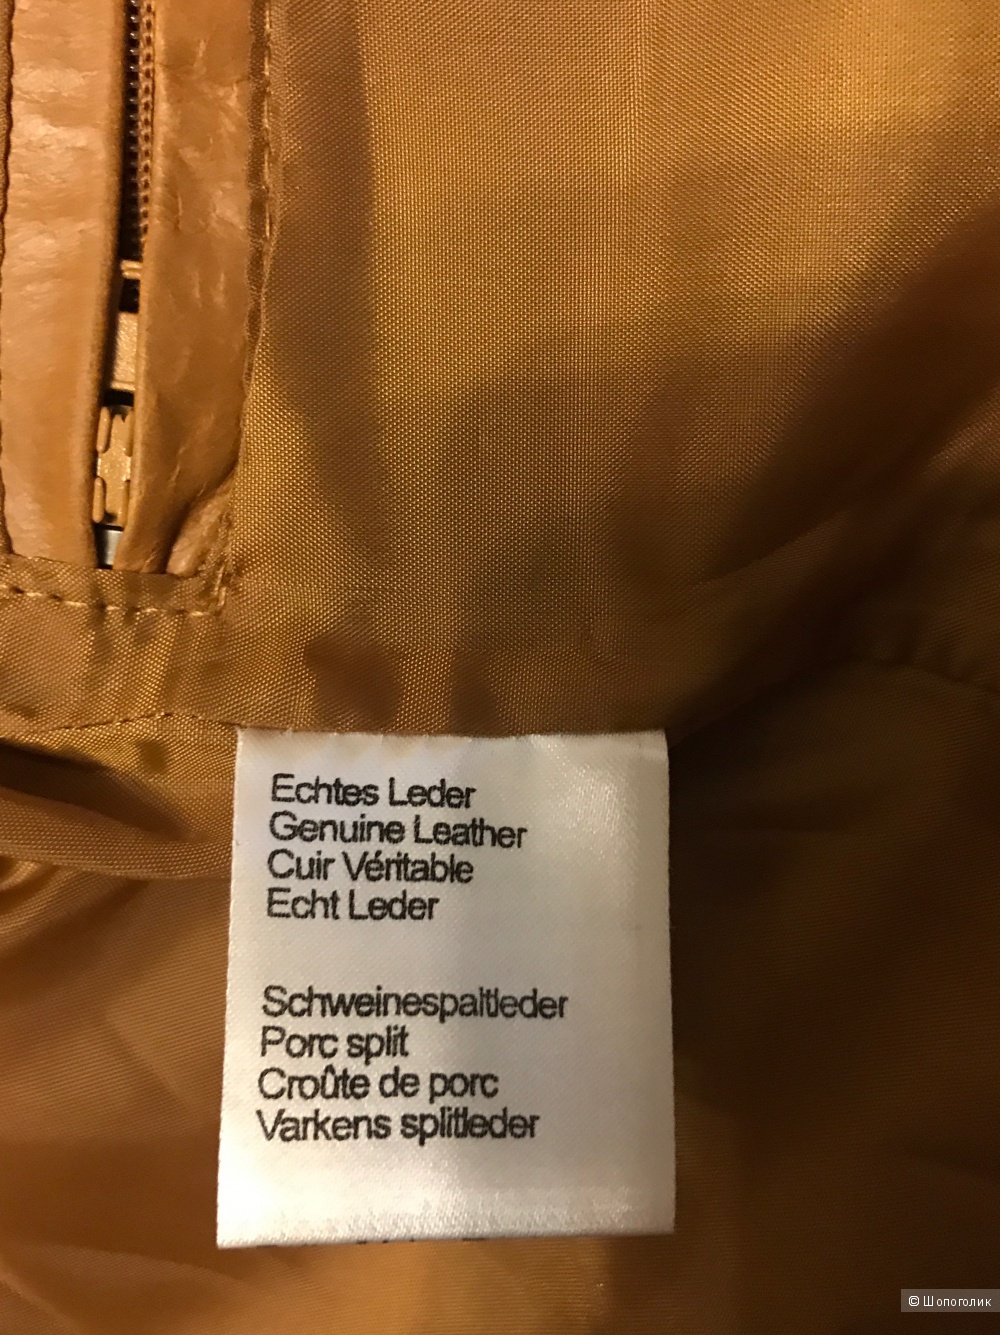 Echtes Leder
Genuine Leather
Cuir Véritable
Echt Leder
Schweinespaltleder
Porc split
Croûte de porc
Varkens splitleder
© Шопоголик